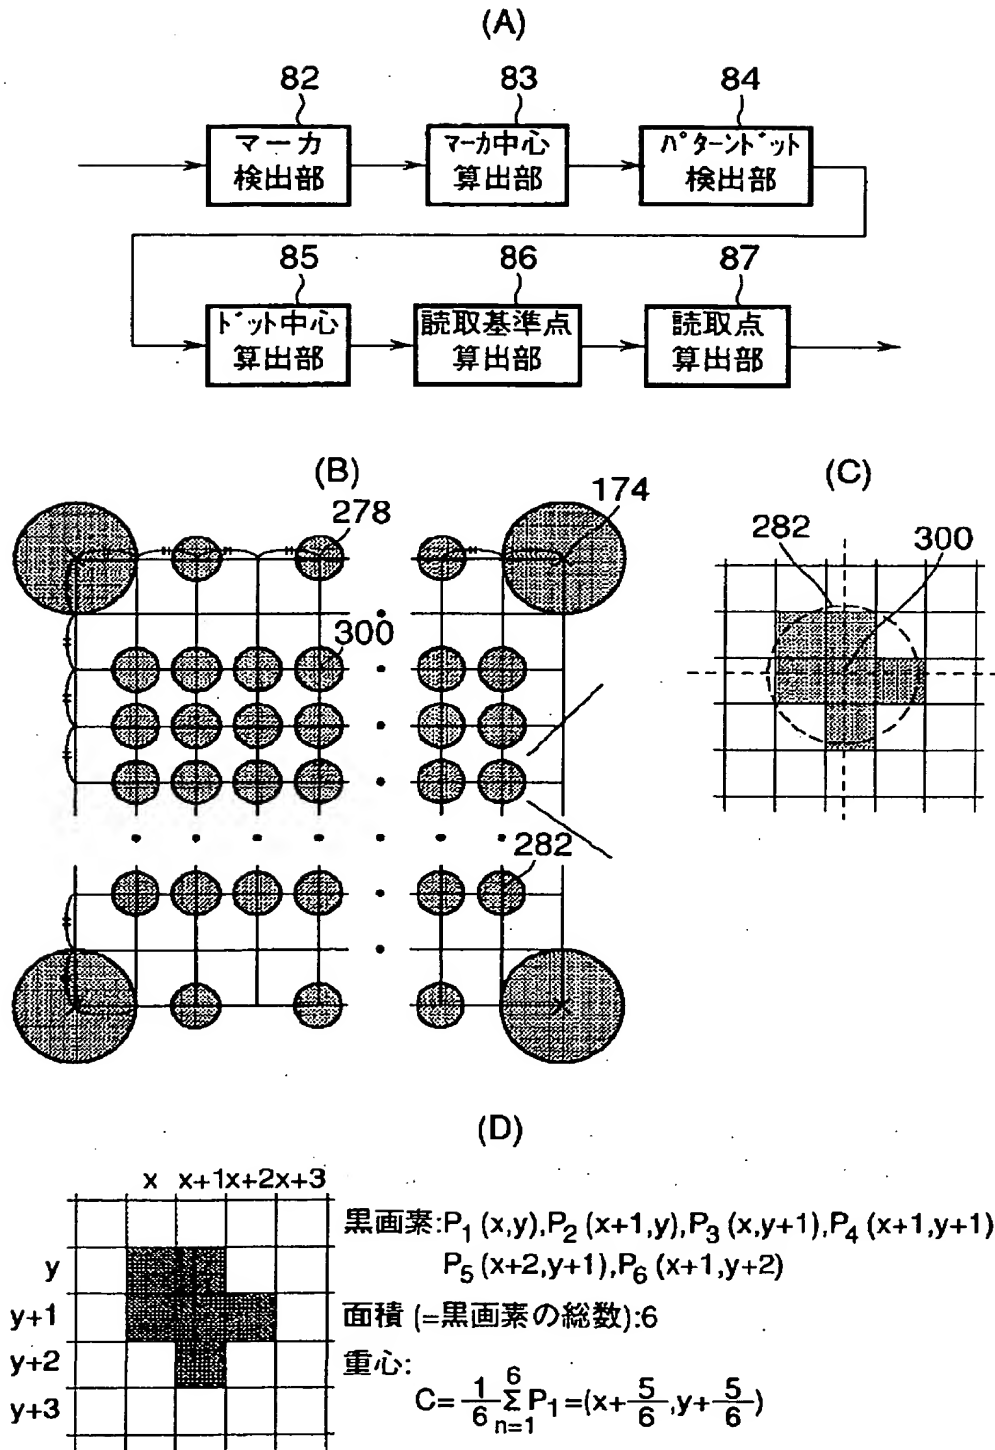 (A)
82 83 84
マーカ 検出部
マーカ中心 算出部
パターンドット 検出部
85 86 87
ドット中心 算出部
読取基準点 算出部
読取点 算出部
(B)
278
174
300
282
(C)
282
300
(D)
x x+1 x+2 x+3
y
y+1
y+2
y+3
黒画素:P₁(x,y),P₂(x+1,y),P₃(x,y+1),P₄(x+1,y+1)
P₅(x+2,y+1),P₆(x+1,y+2)
面積(=黒画素の総数):6
重心:
C=1/6 Σ(n=1 6) P₁=(x+5/6,y+5/6)